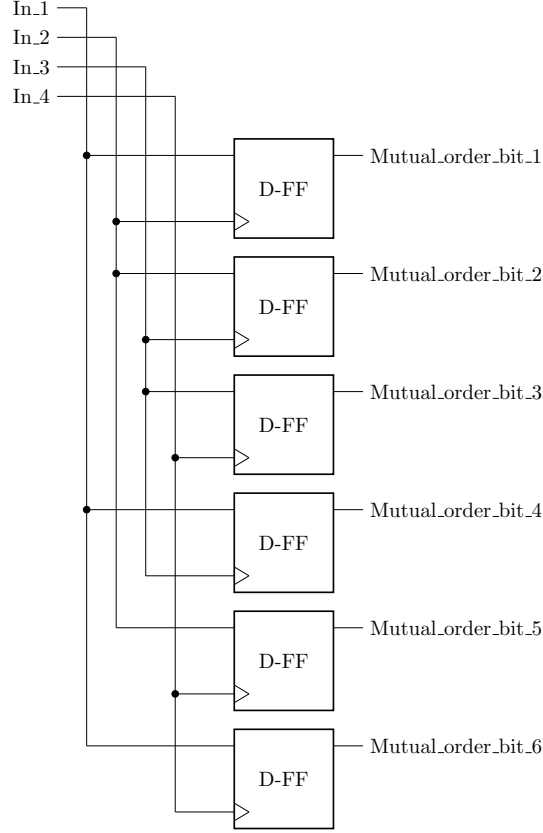 In_1
In_2
In_3
In_4
D-FF
Mutual_order_bit_1
D-FF
Mutual_order_bit_2
D-FF
Mutual_order_bit_3
D-FF
Mutual_order_bit_4
D-FF
Mutual_order_bit_5
D-FF
Mutual_order_bit_6